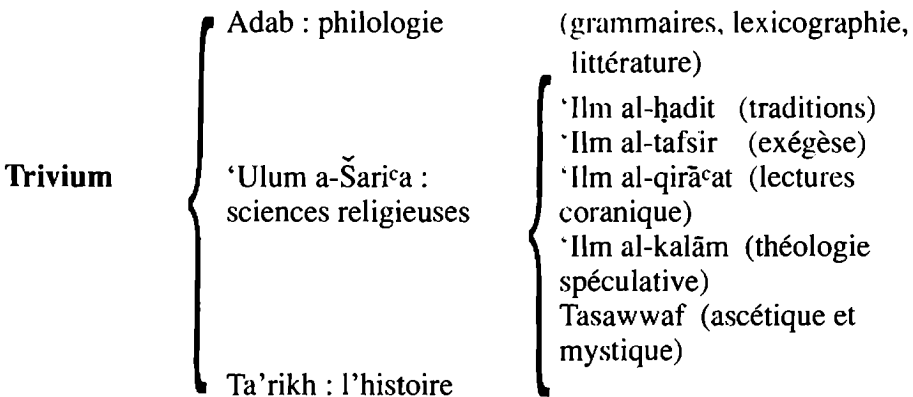 Adab : philologie (grammaires, lexicographie,
littérature)
‘Ilm al-ḥadit (traditions)
‘Ilm al-tafsir (exégèse)
Trivium ‘Ulum a-Šariᶜa : ‘Ilm al-qirāᶜat (lectures
sciences religieuses coranique)
‘Ilm al-kalām (théologie
spéculative)
Tasawwaf (ascétique et
mystique)
Ta’rikh : l’histoire